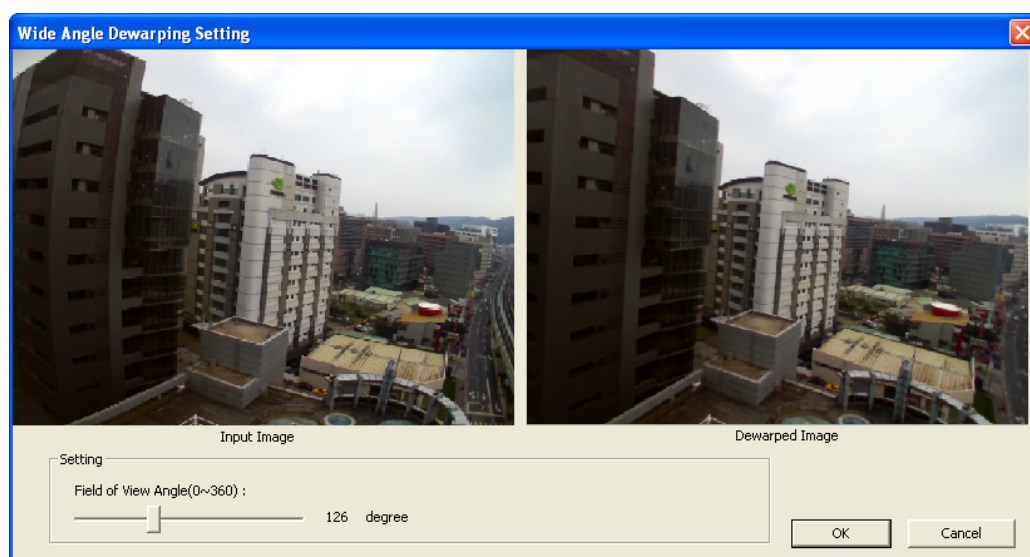 Wide Angle Dewarping Setting
Input Image
Dewarped Image
Setting
Field of View Angle(0~360) :
126 degree
OK
Cancel